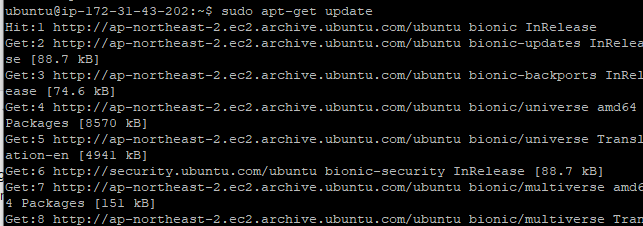 ubuntu@ip-172-31-43-202:~$ sudo apt-get update
Hit:1 http://ap-northeast-2.ec2.archive.ubuntu.com/ubuntu bionic InRelease
Get:2 http://ap-northeast-2.ec2.archive.ubuntu.com/ubuntu bionic-updates InRelea
se [88.7 kB]
Get:3 http://ap-northeast-2.ec2.archive.ubuntu.com/ubuntu bionic-backports InRel
ease [74.6 kB]
Get:4 http://ap-northeast-2.ec2.archive.ubuntu.com/ubuntu bionic/universe amd64
Packages [8570 kB]
Get:5 http://ap-northeast-2.ec2.archive.ubuntu.com/ubuntu bionic/universe Transl
ation-en [4941 kB]
Get:6 http://security.ubuntu.com/ubuntu bionic-security InRelease [88.7 kB]
Get:7 http://ap-northeast-2.ec2.archive.ubuntu.com/ubuntu bionic/multiverse amd6
4 Packages [151 kB]
Get:8 http://ap-northeast-2.ec2.archive.ubuntu.com/ubuntu bionic/multiverse Tran